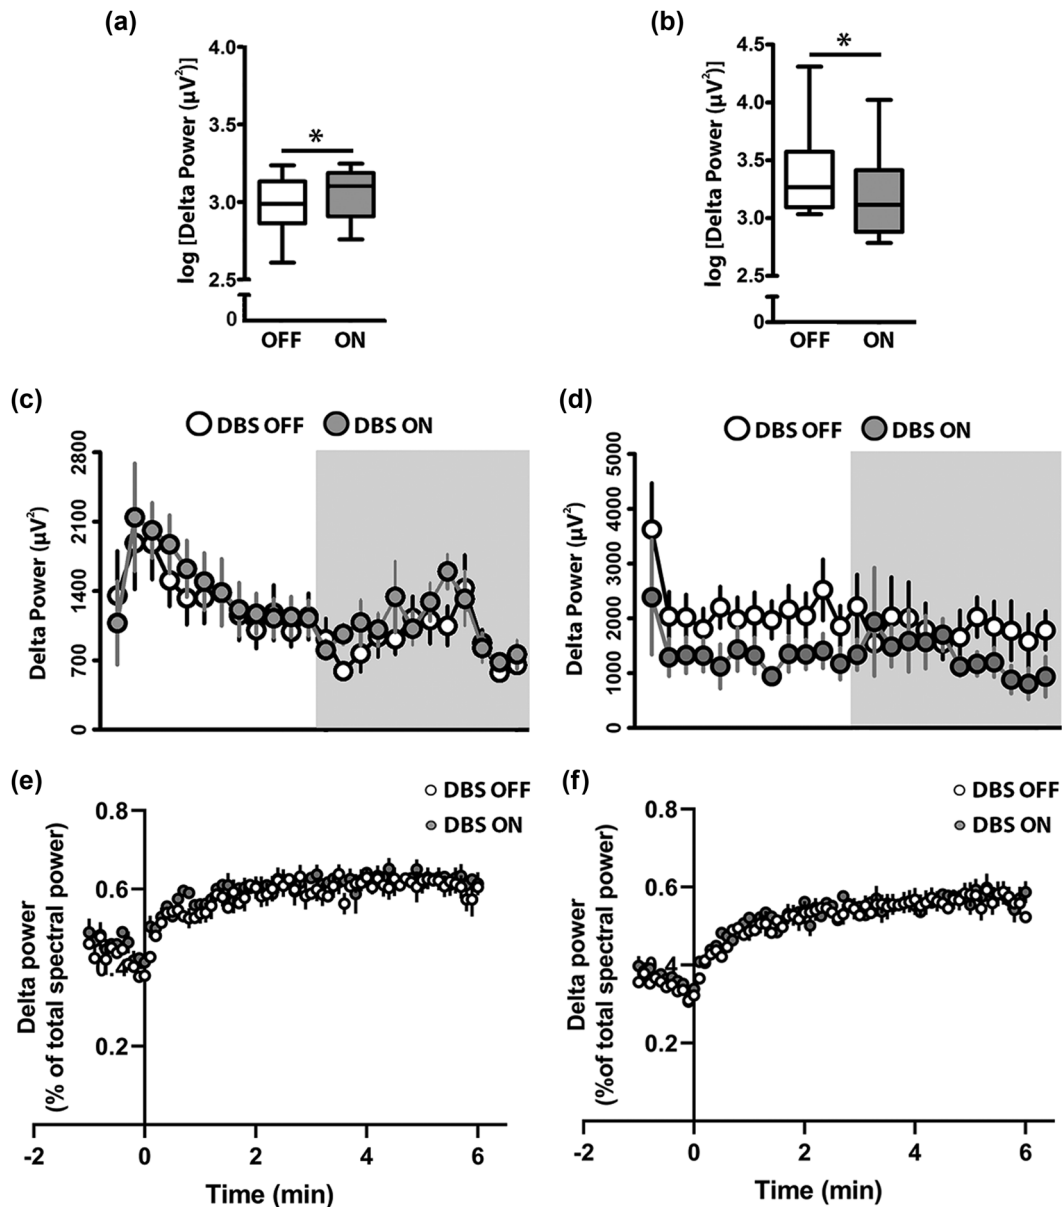 (a)
log [Delta Power (μV²)]
4.0
3.5
3.0
2.5
0
*
OFF ON
(b)
log [Delta Power (μV²)]
4.5
4.0
3.5
3.0
2.5
0
*
OFF ON
(c)
DBS OFF DBS ON
Delta Power (μV²)
2800
2100
1400
700
0
(d)
DBS OFF DBS ON
Delta Power (μV²)
5000
4000
3000
2000
1000
0
(e)
DBS OFF
DBS ON
Delta power
(% of total spectral power)
0.8
0.6
0.4
0.2
-2 0 2 4 6
Time (min)
(f)
DBS OFF
DBS ON
Delta power
(%of total spectral power)
0.8
0.6
0.4
0.2
-2 0 2 4 6
Time (min)